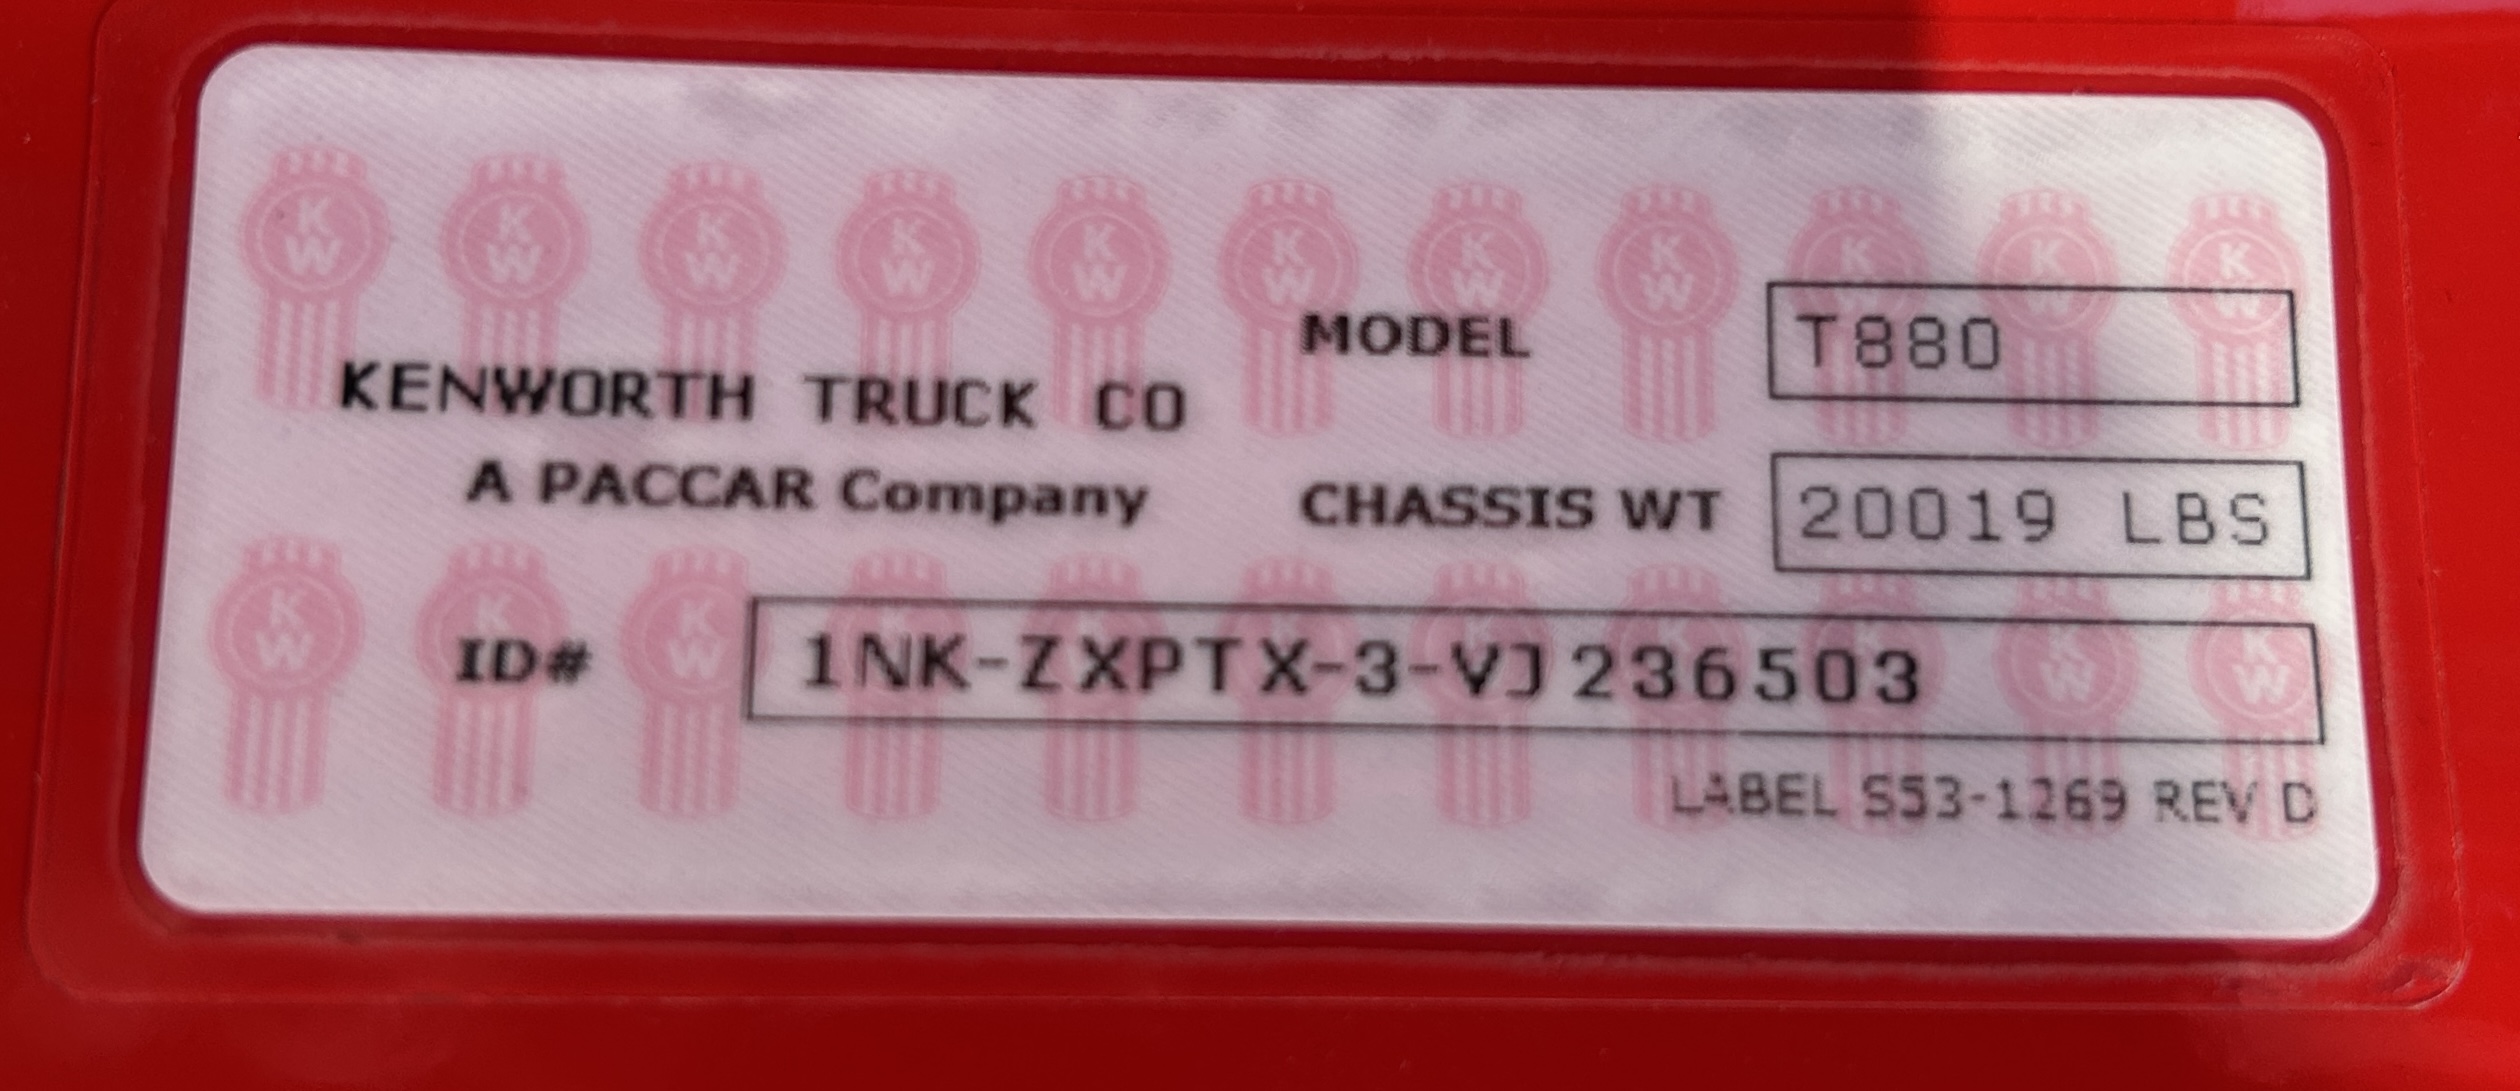 MODEL T880
KENWORTH TRUCK CO
A PACCAR Company
CHASSIS WT 20019 LBS
ID# 1NK-ZXPTX-3-VJ236503
LABEL S53-1269 REV D